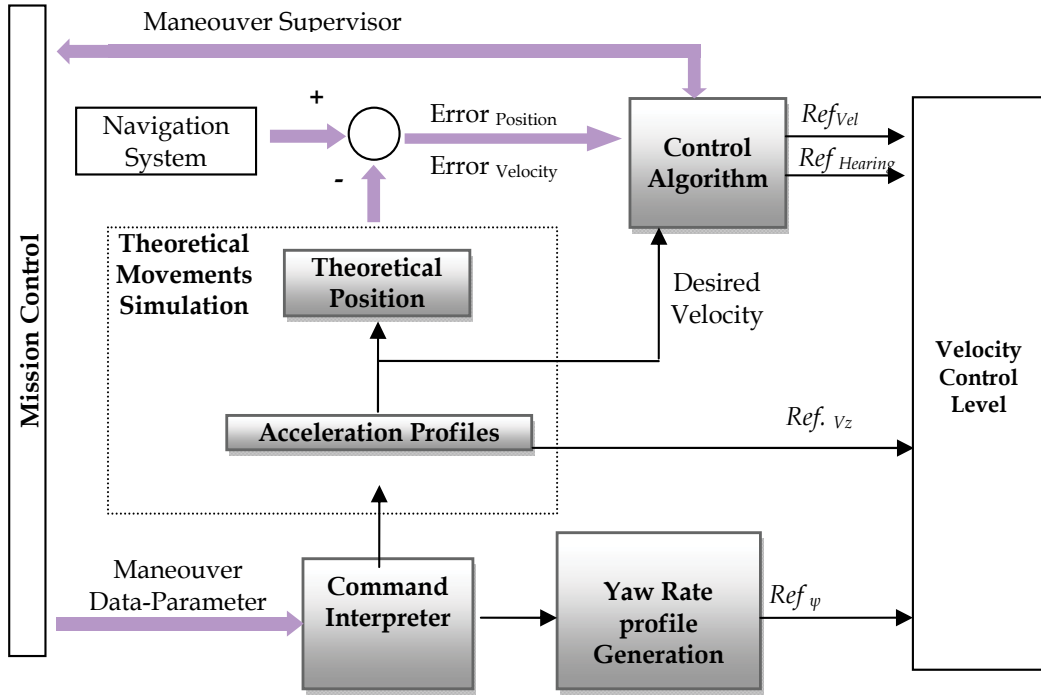 Maneouver Supervisor
Mission Control
Navigation
System
+
-
Error Position
Error Velocity
Control
Algorithm
RefVel
Ref Hearing
Theoretical
Movements
Simulation
Theoretical
Position
Desired
Velocity
Velocity
Control
Level
Acceleration Profiles
Ref. Vz
Maneouver
Data-Parameter
Command
Interpreter
Yaw Rate
profile
Generation
Ref ψ